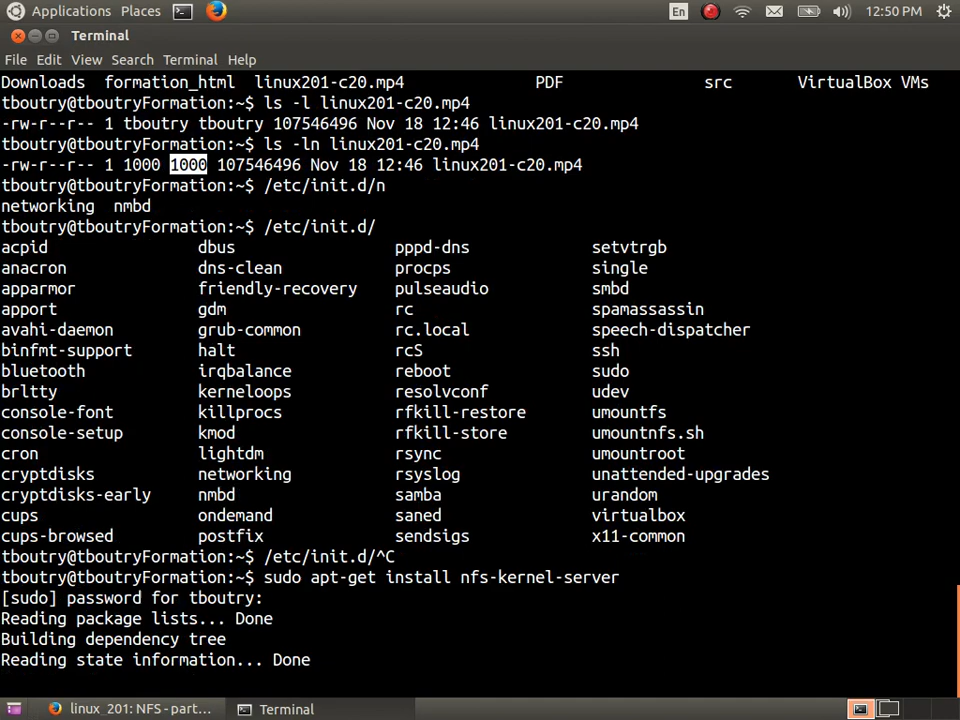 Applications Places En 12:50 PM
Terminal
File Edit View Search Terminal Help
Downloads formation_html linux201-c20.mp4 PDF src VirtualBox VMs
tboutry@tboutryFormation:~$ ls -l linux201-c20.mp4
-rw-r--r-- 1 tboutry tboutry 107546496 Nov 18 12:46 linux201-c20.mp4
tboutry@tboutryFormation:~$ ls -ln linux201-c20.mp4
-rw-r--r-- 1 1000 1000 107546496 Nov 18 12:46 linux201-c20.mp4
tboutry@tboutryFormation:~$ /etc/init.d/n
networking nmbd
tboutry@tboutryFormation:~$ /etc/init.d/
acpid dbus pppd-dns setvtrgb
anacron dns-clean procps single
apparmor friendly-recovery pulseaudio smbd
apport gdm rc spamassassin
avahi-daemon grub-common rc.local speech-dispatcher
binfmt-support halt rcS ssh
bluetooth irqbalance reboot sudo
brltty kerneloops resolvconf udev
console-font killprocs rfkill-restore umountfs
console-setup kmod rfkill-store umountnfs.sh
cron lightdm rsync umountroot
cryptdisks networking rsyslog unattended-upgrades
cryptdisks-early nmbd samba urandom
cups ondemand saned virtualbox
cups-browsed postfix sendsigs x11-common
tboutry@tboutryFormation:~$ /etc/init.d/^C
tboutry@tboutryFormation:~$ sudo apt-get install nfs-kernel-server
[sudo] password for tboutry:
Reading package lists... Done
Building dependency tree
Reading state information... Done
linux_201: NFS - part... Terminal